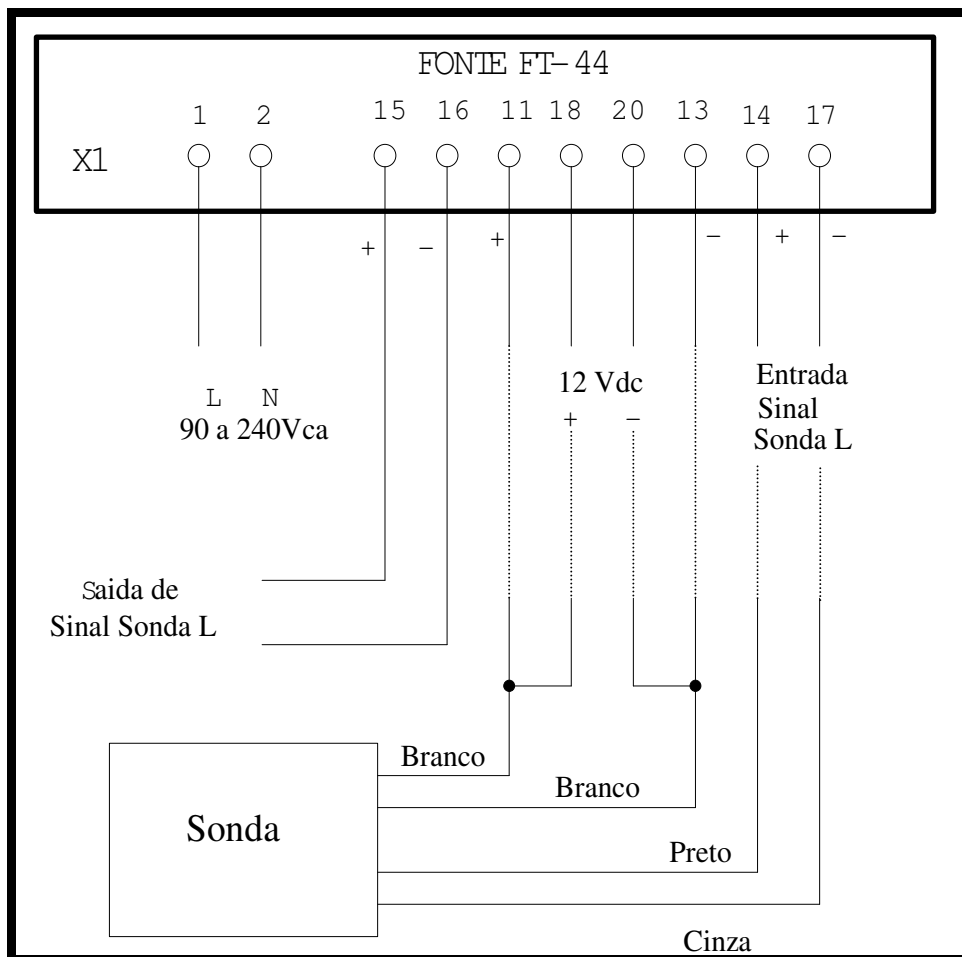 FONTE FT-44
1 2 15 16 11 18 20 13 14 17
X1
+ - + - + -
L N
90 a 240Vca
12 Vdc
+ -
Entrada
Sinal
Sonda L
Saida de
Sinal Sonda L
Branco
Branco
Sonda
Preto
Cinza